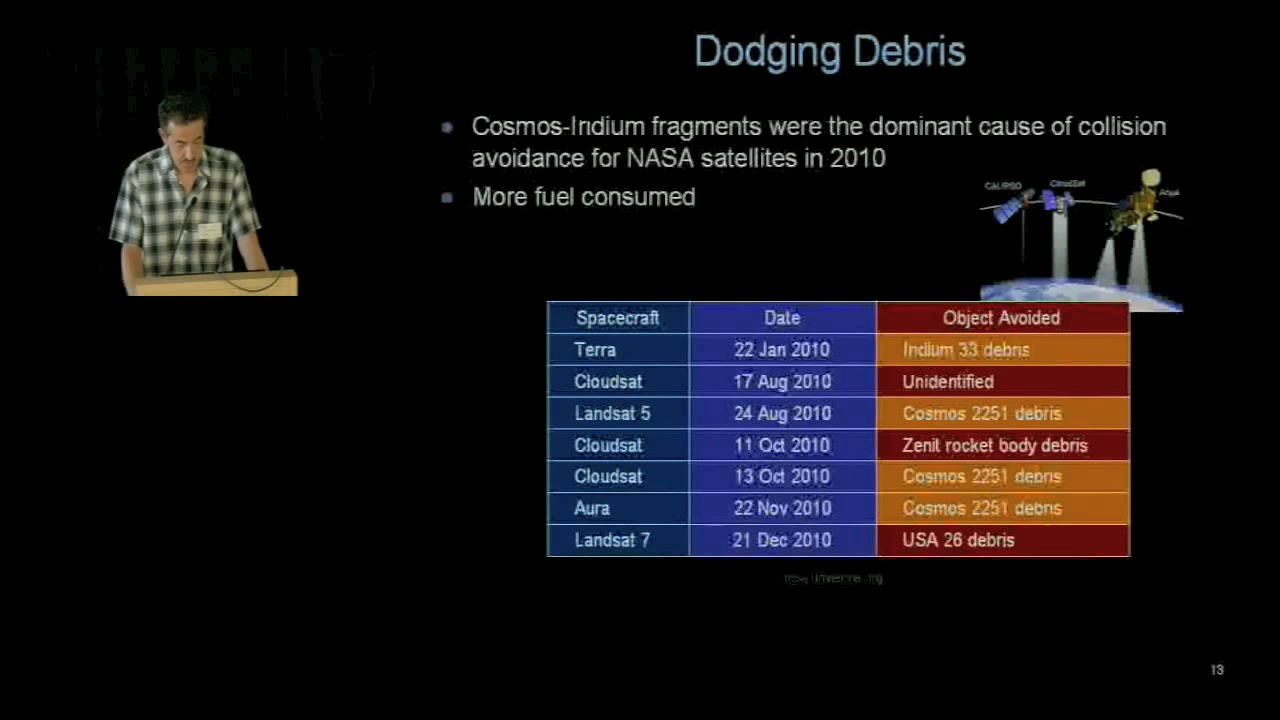 Dodging Debris
Cosmos-Iridium fragments were the dominant cause of collision
avoidance for NASA satellites in 2010
More fuel consumed
CALIPSO CloudSat Aqua
Spacecraft Date Object Avoided
Terra 22 Jan 2010 Iridium 33 debris
Cloudsat 17 Aug 2010 Unidentified
Landsat 5 24 Aug 2010 Cosmos 2251 debris
Cloudsat 11 Oct 2010 Zenit rocket body debris
Cloudsat 13 Oct 2010 Cosmos 2251 debris
Aura 22 Nov 2010 Cosmos 2251 debris
Landsat 7 21 Dec 2010 USA 26 debris
13